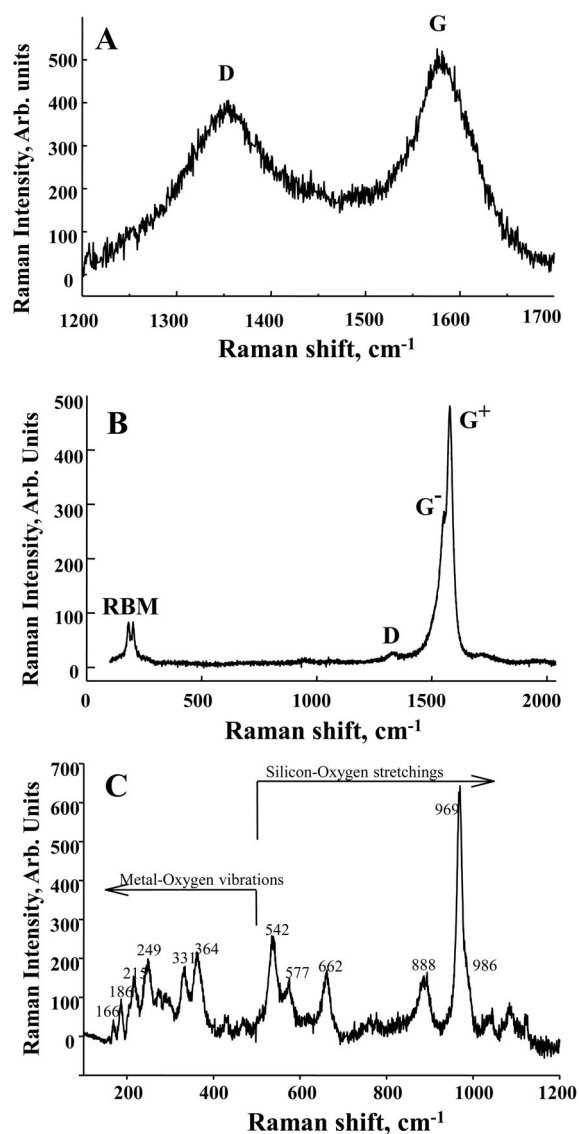 A
D
G
Raman Intensity, Arb. units
500
400
300
200
100
0
1200 1300 1400 1500 1600 1700
Raman shift, cm-1
B
G+
G-
RBM
D
Raman Intensity, Arb. Units
500
400
300
200
100
0
0 500 1000 1500 2000
Raman shift, cm-1
C
Silicon-Oxygen stretchings
Metal-Oxygen vibrations
969
542
249
331
364
577
662
888
986
215
186
166
Raman Intensity, Arb. Units
700
600
500
400
300
200
100
0
200 400 600 800 1000 1200
Raman shift, cm-1